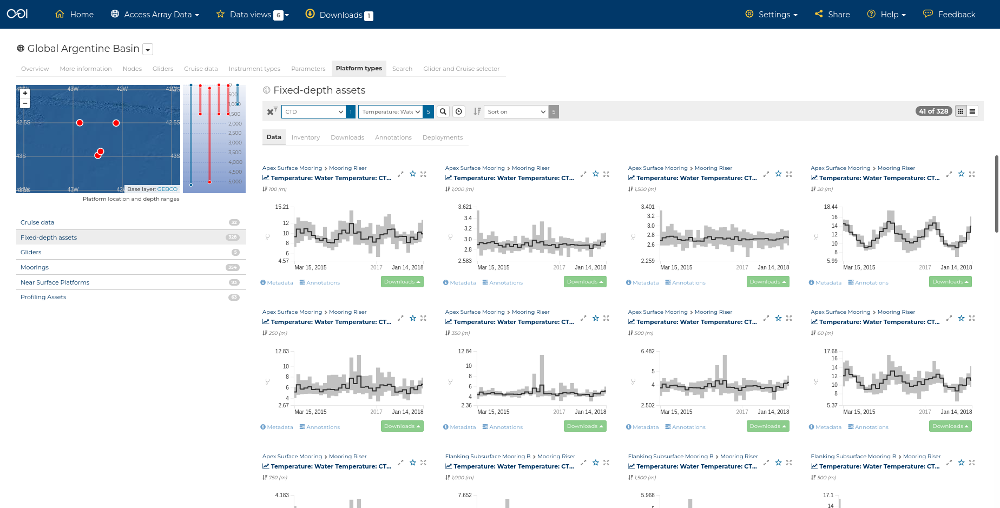 Home
Access Array Data
Data views 6
Downloads 1
Settings
Share
Help
Feedback
Global Argentine Basin
Overview
More information
Nodes
Gliders
Cruise data
Instrument types
Parameters
Platform types
Search
Glider and Cruise selector
+
−
43W
42W
42.5S
42.5S
43S
43S
43W
Base layer: GEBCO
0
500
2,000
2,500
3,000
3,500
4,000
4,500
5,000
Platform location and depth ranges
Cruise data 32
Fixed-depth assets 328
Gliders 5
Moorings 354
Near Surface Platforms 93
Profiling Assets 63
Fixed-depth assets
CTD 1
Temperature: Wate 5
Sort on 5
41 of 328
Data
Inventory
Downloads
Annotations
Deployments
Apex Surface Mooring > Mooring Riser
Temperature: Water Temperature: CT...
100 (m)
15.21
12
10
8
6
4.57
°C
Mar 15, 2015
2017
Jan 14, 2018
Metadata
Annotations
Downloads
Apex Surface Mooring > Mooring Riser
Temperature: Water Temperature: CT...
1,000 (m)
3.621
3.4
3.2
3.0
2.8
2.583
°C
Mar 15, 2015
2017
Jan 14, 2018
Metadata
Annotations
Downloads
Apex Surface Mooring > Mooring Riser
Temperature: Water Temperature: CT...
1,500 (m)
3.401
3.2
3.0
2.8
2.6
2.259
°C
Mar 15, 2015
2017
Jan 14, 2018
Metadata
Annotations
Downloads
Apex Surface Mooring > Mooring Riser
Temperature: Water Temperature: CT...
20 (m)
18.44
16
14
12
10
8
5.99
°C
Mar 15, 2015
2017
Jan 14, 2018
Metadata
Annotations
Downloads
Apex Surface Mooring > Mooring Riser
Temperature: Water Temperature: CT...
250 (m)
12.83
10
8
6
4
2.67
°C
Mar 15, 2015
2017
Jan 14, 2018
Metadata
Annotations
Downloads
Apex Surface Mooring > Mooring Riser
Temperature: Water Temperature: CT...
350 (m)
12.84
10
8
6
4
2.36
°C
Mar 15, 2015
2017
Jan 14, 2018
Metadata
Annotations
Downloads
Apex Surface Mooring > Mooring Riser
Temperature: Water Temperature: CT...
500 (m)
6.482
5
4
2.502
°C
Mar 15, 2015
2017
Jan 14, 2018
Metadata
Annotations
Downloads
Apex Surface Mooring > Mooring Riser
Temperature: Water Temperature: CT...
60 (m)
17.68
16
14
12
10
8
5.37
°C
Mar 15, 2015
2017
Jan 14, 2018
Metadata
Annotations
Downloads
Apex Surface Mooring > Mooring Riser
Temperature: Water Temperature: CT...
750 (m)
4.183
Flanking Subsurface Mooring B > Mooring Riser
Temperature: Water Temperature: CT...
1,000 (m)
7.652
Flanking Subsurface Mooring B > Mooring Riser
Temperature: Water Temperature: CT...
1,500 (m)
5.968
Flanking Subsurface Mooring B > Mooring Riser
Temperature: Water Temperature: CT...
500 (m)
17.1
14